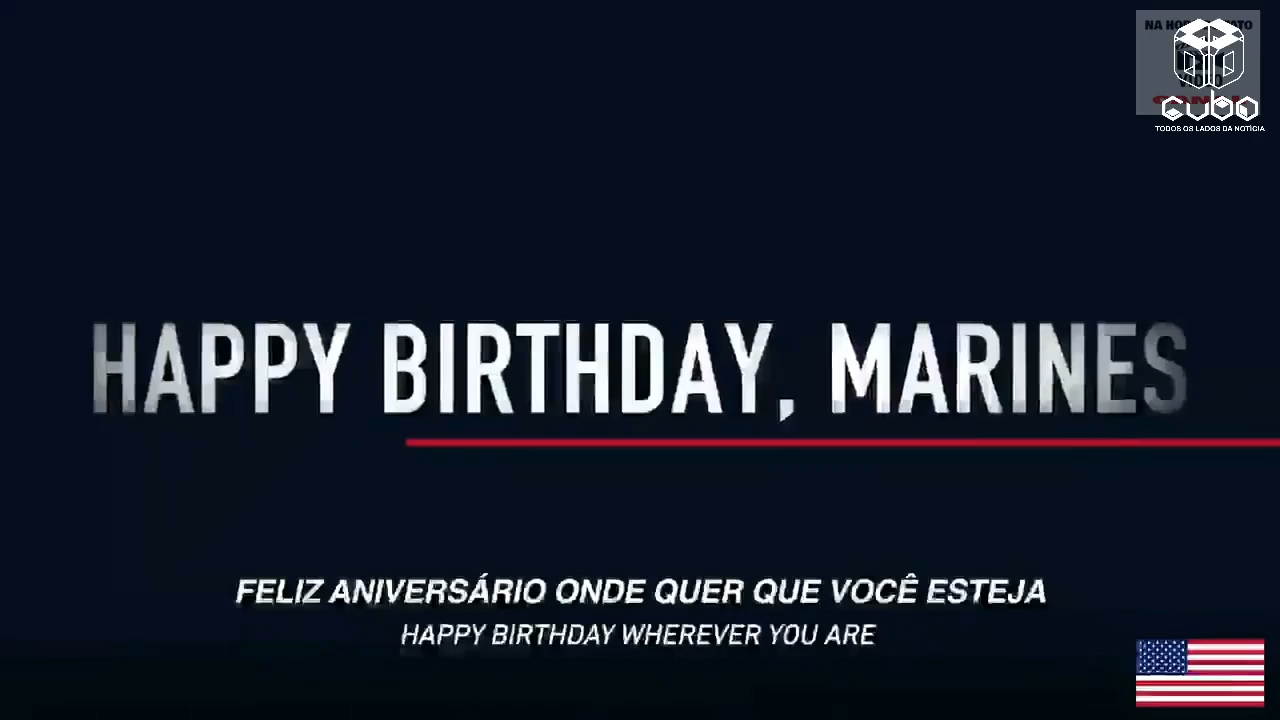 cubo
TODOS OS LADOS DA NOTÍCIA
HAPPY BIRTHDAY, MARINES
FELIZ ANIVERSÁRIO ONDE QUER QUE VOCÊ ESTEJA
HAPPY BIRTHDAY WHEREVER YOU ARE